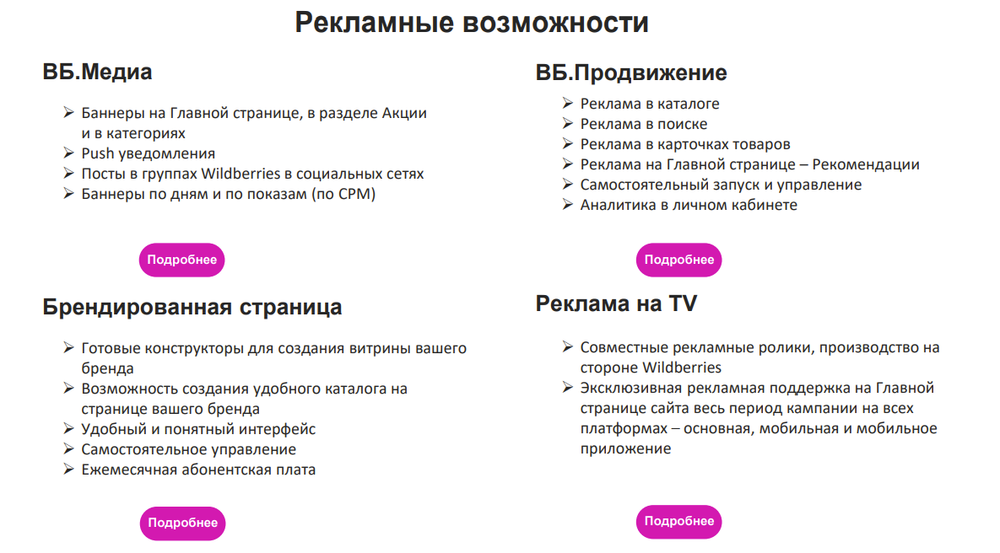 Рекламные возможности
ВБ.Медиа
➢ Баннеры на Главной странице, в разделе Акции
и в категориях
➢ Push уведомления
➢ Посты в группах Wildberries в социальных сетях
➢ Баннеры по дням и по показам (по CPM)
Подробнее
ВБ.Продвижение
➢ Реклама в каталоге
➢ Реклама в поиске
➢ Реклама в карточках товаров
➢ Реклама на Главной странице – Рекомендации
➢ Самостоятельный запуск и управление
➢ Аналитика в личном кабинете
Подробнее
Брендированная страница
➢ Готовые конструкторы для создания витрины вашего
бренда
➢ Возможность создания удобного каталога на
странице вашего бренда
➢ Удобный и понятный интерфейс
➢ Самостоятельное управление
➢ Ежемесячная абонентская плата
Подробнее
Реклама на TV
➢ Совместные рекламные ролики, производство на
стороне Wildberries
➢ Эксклюзивная рекламная поддержка на Главной
странице сайта весь период кампании на всех
платформах – основная, мобильная и мобильное
приложение
Подробнее